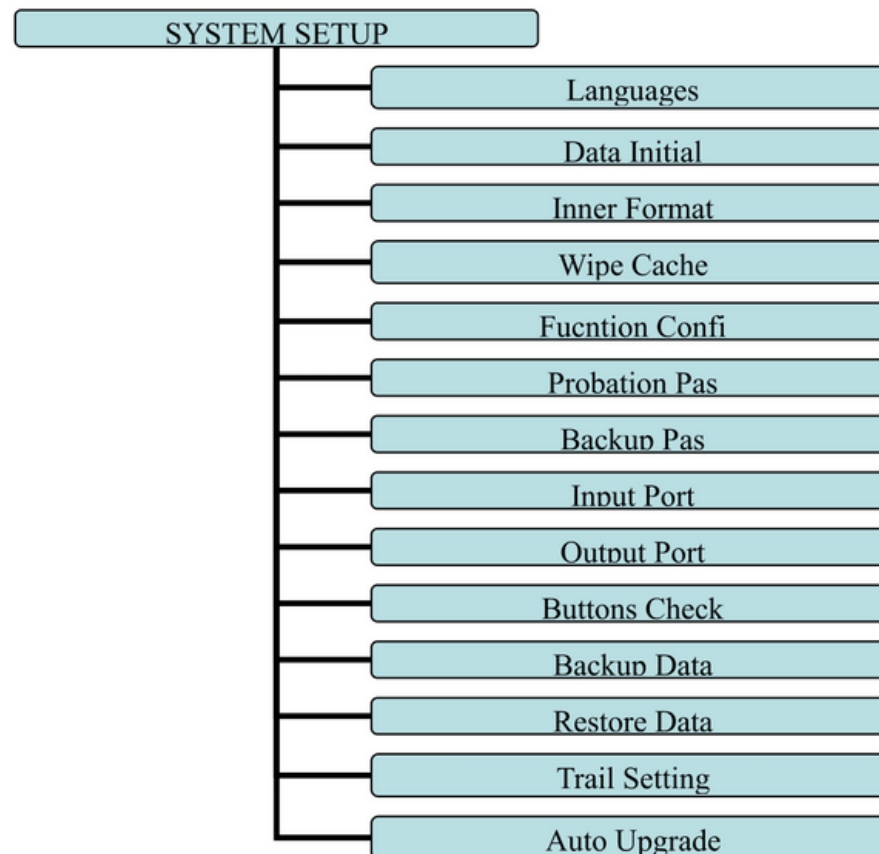 SYSTEM SETUP
Languages
Data Initial
Inner Format
Wipe Cache
Fucntion Confi
Probation Pas
Backup Pas
Input Port
Output Port
Buttons Check
Backup Data
Restore Data
Trail Setting
Auto Upgrade